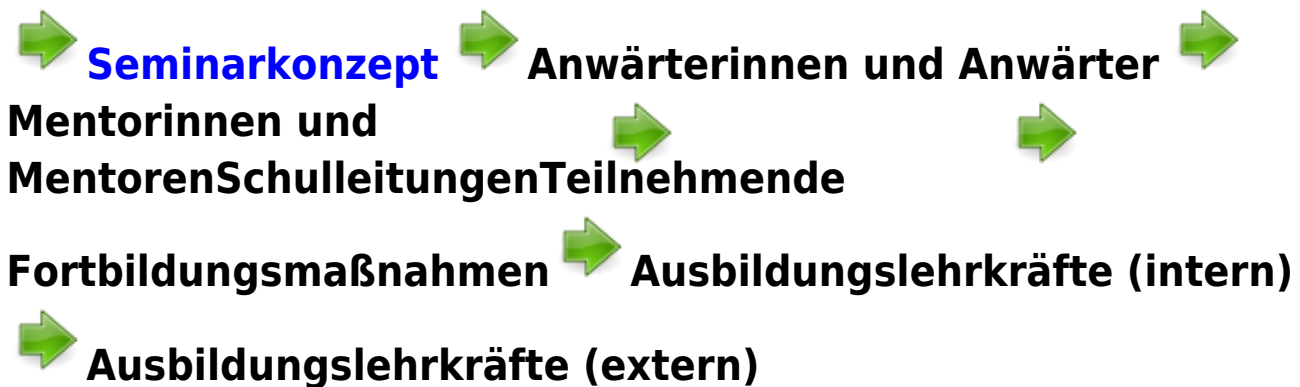 Seminarkonzept Anwärterinnen und Anwärter
Mentorinnen und
MentorenSchulleitungenTeilnehmende
Fortbildungsmaßnahmen Ausbildungslehrkräfte (intern)
Ausbildungslehrkräfte (extern)